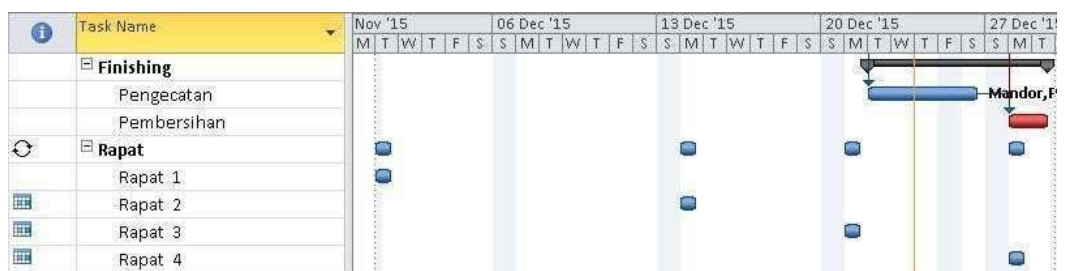 Task Name
Nov '15 06 Dec '15 13 Dec '15 20 Dec '15 27 Dec '1
M T W T F S S M T W T F S S M T W T F S S M T W T F S S M T
Finishing
Pengecatan Mandor,
Pembersihan
Rapat
Rapat 1
Rapat 2
Rapat 3
Rapat 4